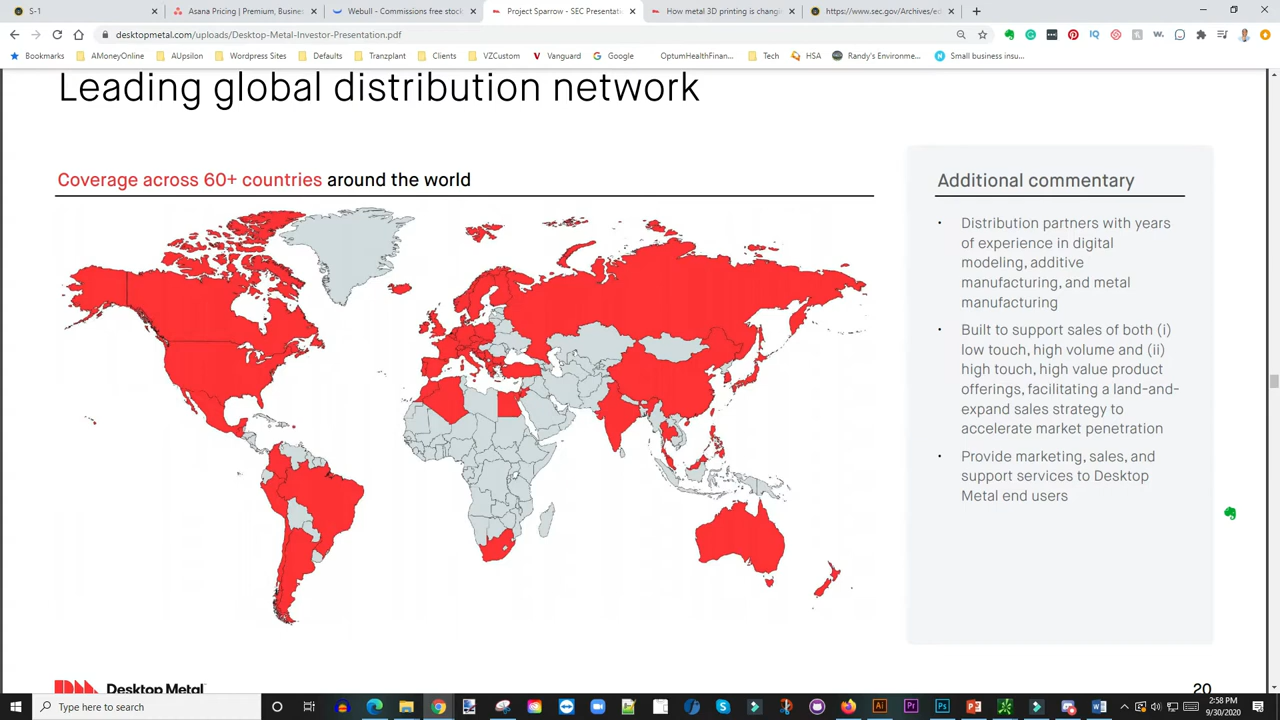 S-1
Asana Pricing | Premium, Busine
Webull - Commissions free stock
Project Sparrow - SEC Presentati
How metal 3D printing is changin
https://www.sec.gov/Archives/ed
desktopmetal.com/uploads/Desktop-Metal-Investor-Presentation.pdf
Bookmarks
AMoneyOnline
AUpsilon
Wordpress Sites
Defaults
Tranzplant
Clients
VZCustom
Vanguard
Google
OptumHealthFinan...
Tech
HSA
Randy's Environme...
Small business insu...
Leading global distribution network
Coverage across 60+ countries around the world
Additional commentary
• Distribution partners with years
of experience in digital
modeling, additive
manufacturing, and metal
manufacturing
• Built to support sales of both (i)
low touch, high volume and (ii)
high touch, high value product
offerings, facilitating a land-and-
expand sales strategy to
accelerate market penetration
• Provide marketing, sales, and
support services to Desktop
Metal end users
Desktop Metal
20
Type here to search
2:58 PM
9/30/2020